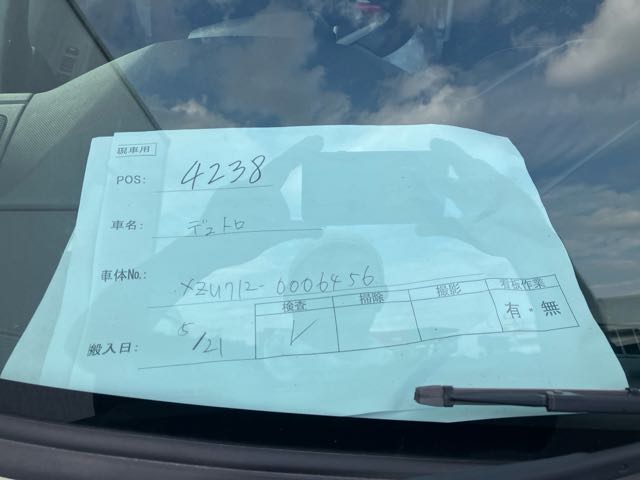 現車用
POS: 4238
車名: デュトロ
車体No.: XZU712-0006456
検査 掃除 撮影 看板作業
搬入日: 5/21 ✓ 有・無